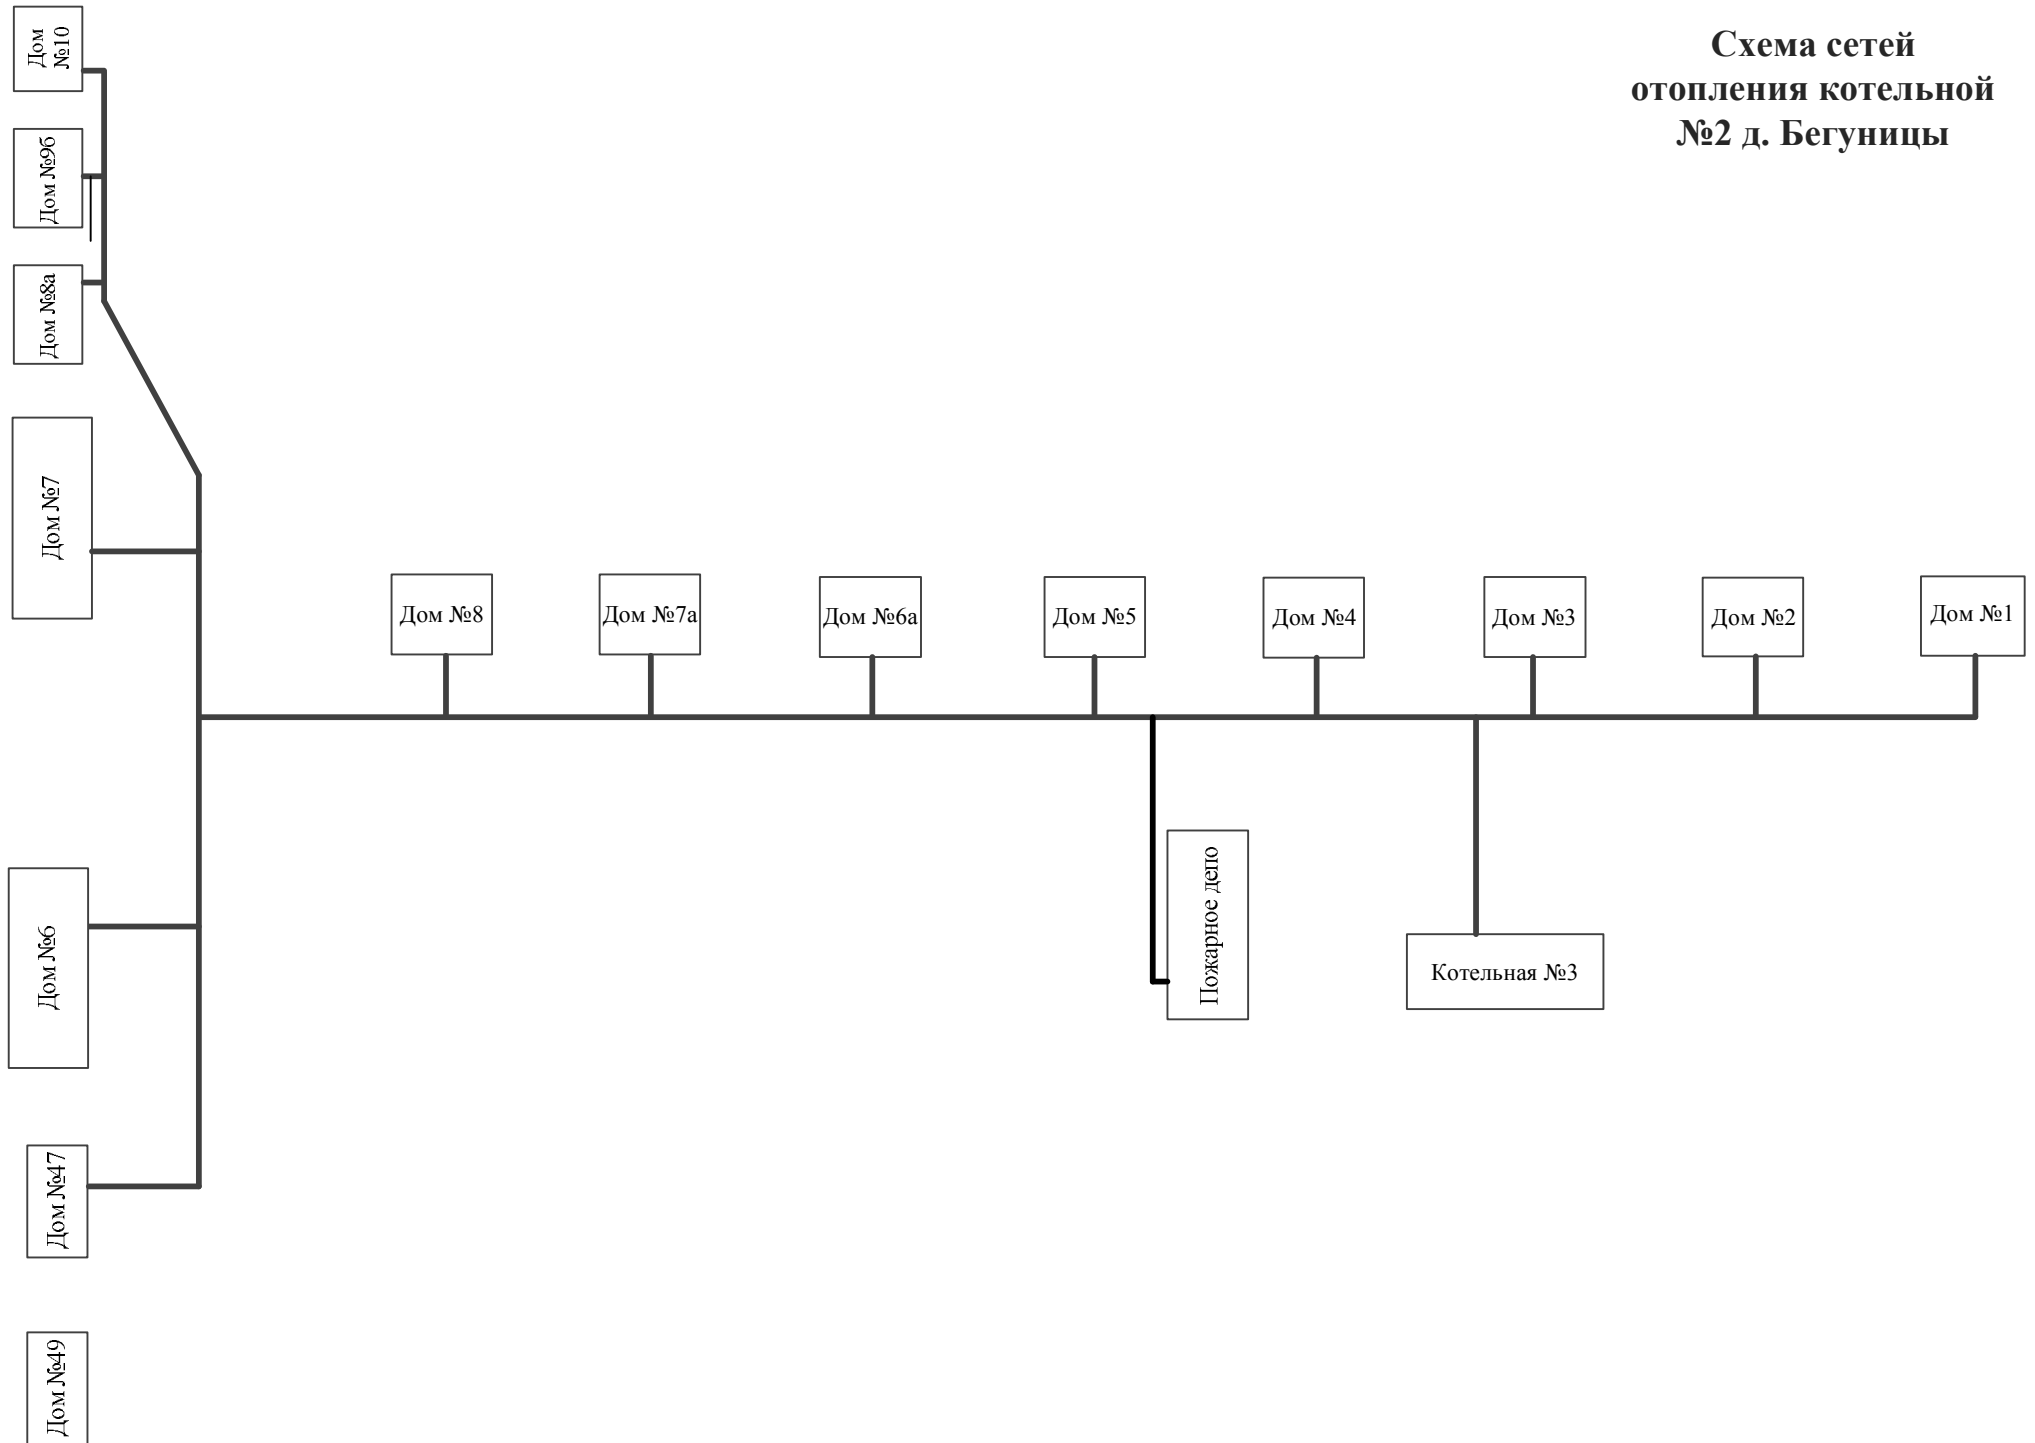 Схема сетей
отопления котельной
№2 д. Бегуницы
Дом
№10
Дом №9б
Дом №8а
Дом №7
Дом №8
Дом №7а
Дом №6а
Дом №5
Дом №4
Дом №3
Дом №2
Дом №1
Пожарное депо
Котельная №3
Дом №6
Дом №47
Дом №49